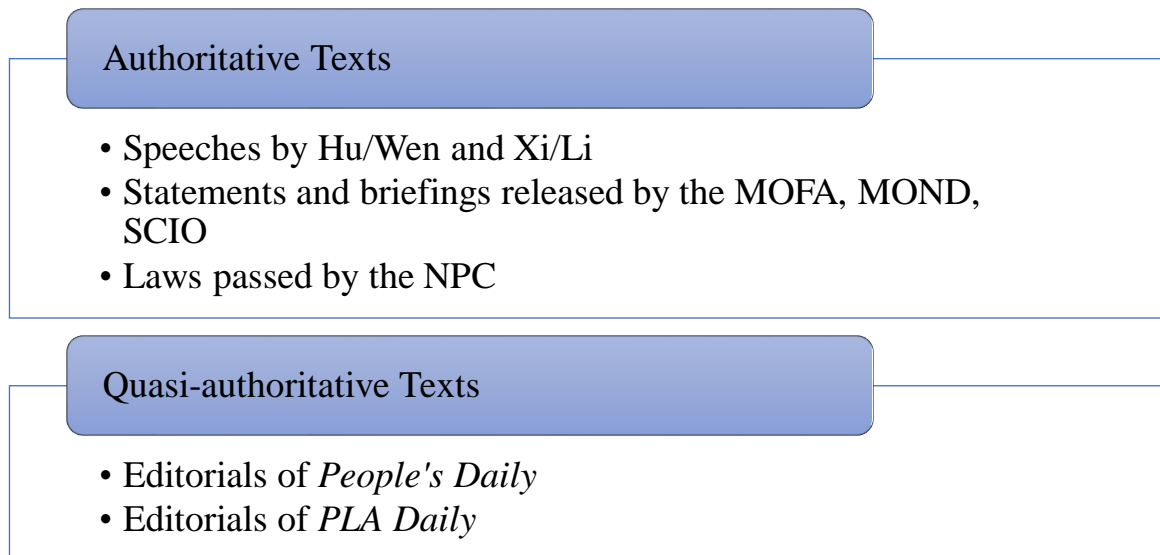 Authoritative Texts
• Speeches by Hu/Wen and Xi/Li
• Statements and briefings released by the MOFA, MOND,
SCIO
• Laws passed by the NPC
Quasi-authoritative Texts
• Editorials of People's Daily
• Editorials of PLA Daily